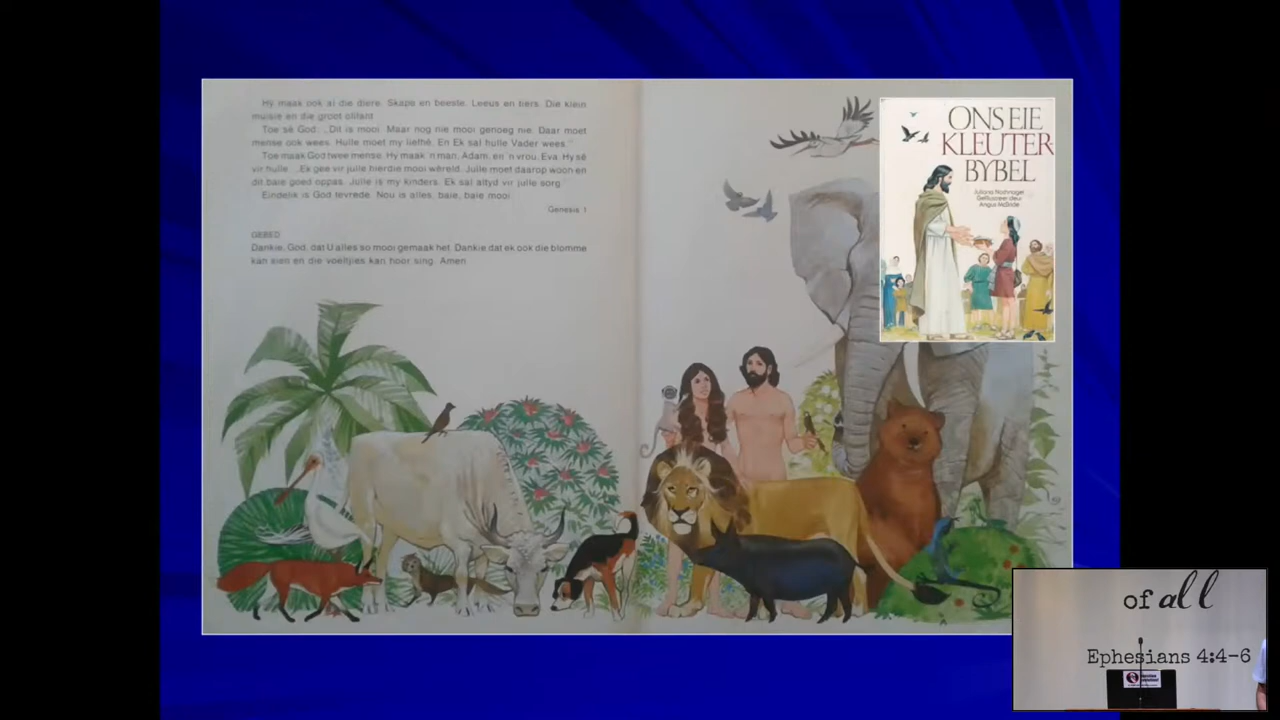 Hy maak ook al die diere. Skape en beeste. Leeus en tiers. Die klein
muisie en die groot olifant
Toe sê God: „Dit is mooi. Maar nog nie mooi genoeg nie. Daar moet
mense ook wees. Hulle moet my liefhê. En Ek sal hulle Vader wees."
Toe maak God twee mense. Hy maak 'n man, Adam, en 'n vrou, Eva. Hy sê
vir hulle: „Ek gee vir julle hierdie mooi wêreld. Julle moet daarop woon en
dit baie goed oppas. Julle is my kinders. Ek sal altyd vir julle sorg."
Eindelik is God tevrede. Nou is alles, baie, baie mooi.
Genesis 1
GEBED
Dankie, God, dat U alles so mooi gemaak het. Dankie dat ek ook die blomme
kan sien en die voëltjies kan hoor sing. Amen
ONS EIE
KLEUTER
BYBEL
Juliana Nothnagel
Geïllustreer deur
Angus McBride
of all
Ephesians 4:4-6